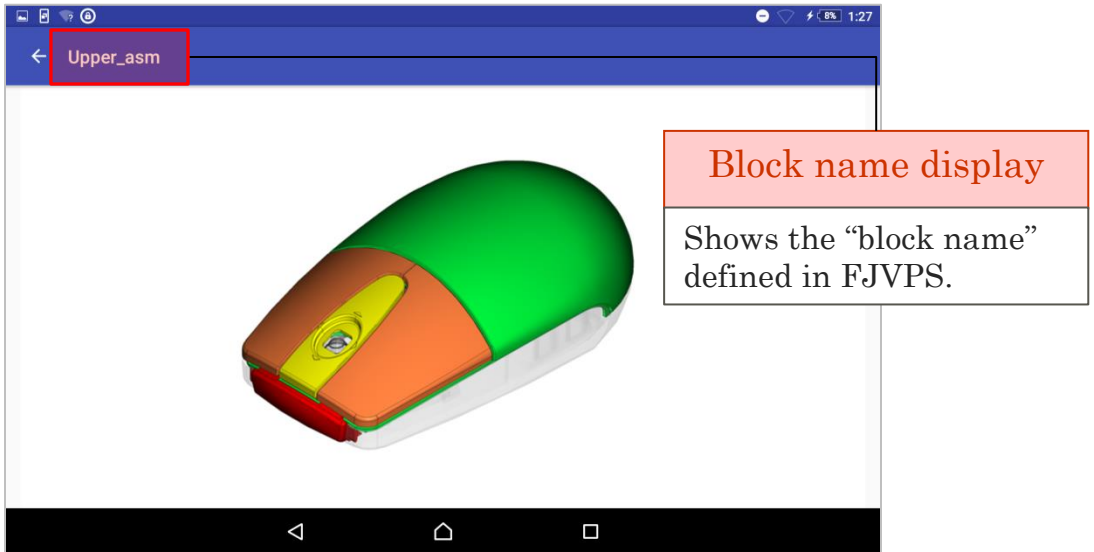 8% 1:27
Upper_asm
Block name display
Shows the “block name”
defined in FJVPS.